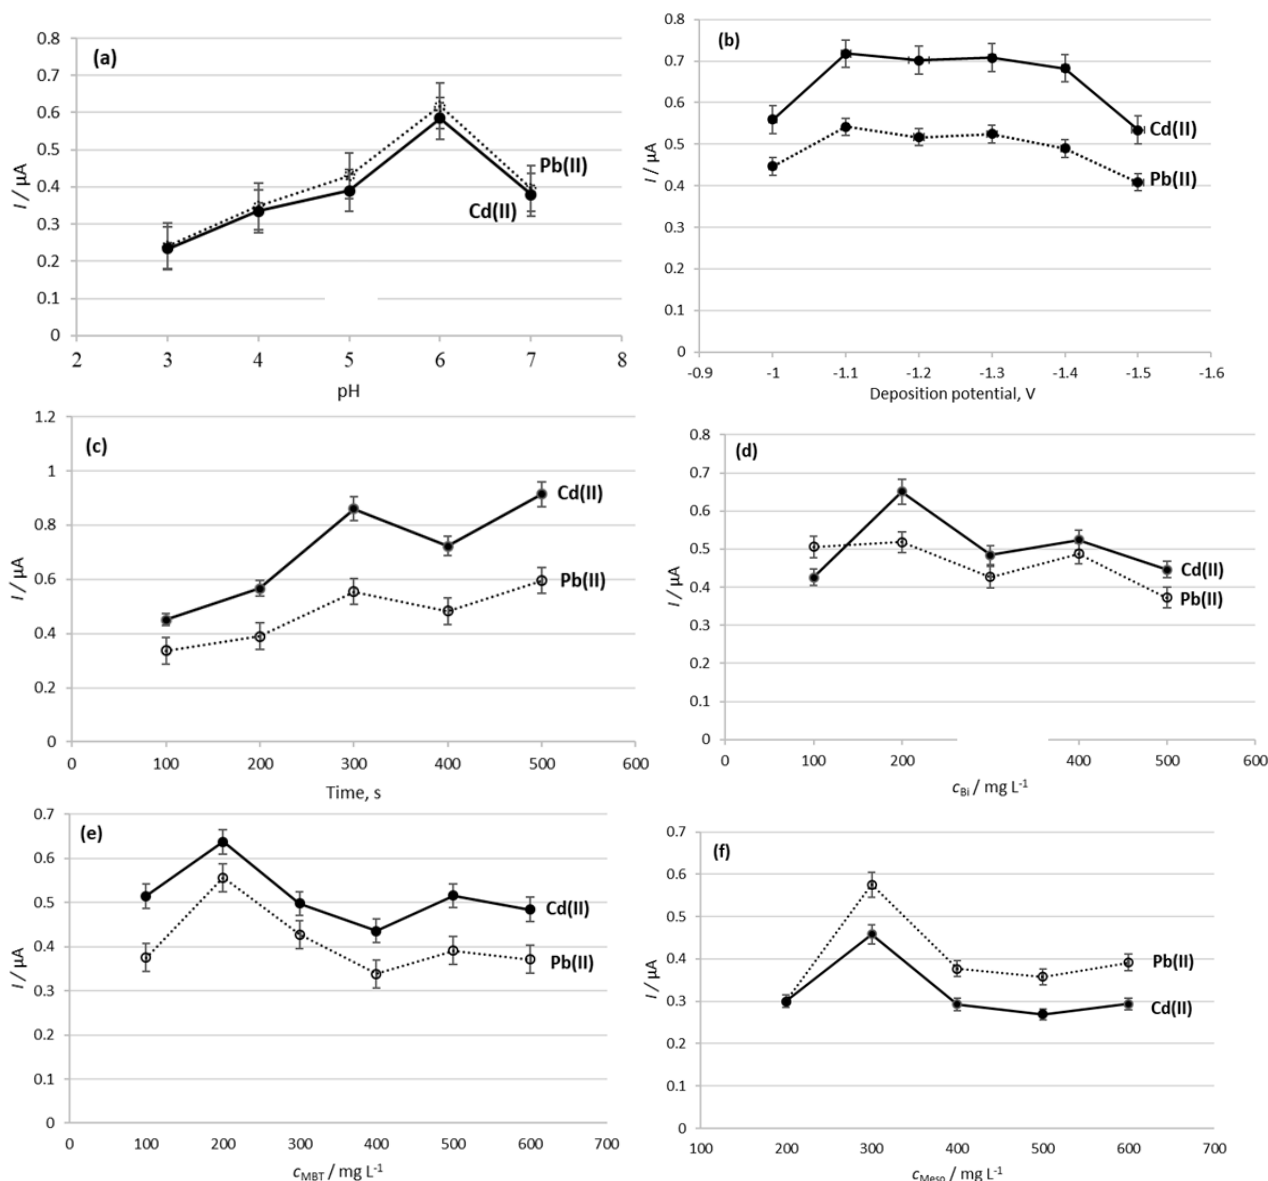 (a)
0.8
0.7
0.6
0.5
0.4
0.3
0.2
0.1
0
I / µA
Pb(II)
Cd(II)
2 3 4 5 6 7 8
pH
(b)
0.8
0.7
0.6
0.5
0.4
0.3
0.2
0.1
0
I / µA
Cd(II)
Pb(II)
-0.9 -1 -1.1 -1.2 -1.3 -1.4 -1.5 -1.6
Deposition potential, V
(c)
1.2
1
0.8
0.6
0.4
0.2
0
I / µA
Cd(II)
Pb(II)
0 100 200 300 400 500 600
Time, s
(d)
0.8
0.7
0.6
0.5
0.4
0.3
0.2
0.1
0
I / µA
Cd(II)
Pb(II)
0 100 200 400 500 600
cBi / mg L-1
(e)
0.7
0.6
0.5
0.4
0.3
0.2
0.1
0
I / µA
Cd(II)
Pb(II)
0 100 200 300 400 500 600 700
cMBT / mg L-1
(f)
0.7
0.6
0.5
0.4
0.3
0.2
0.1
0
I / µA
Pb(II)
Cd(II)
100 200 300 400 500 600 700
cMeso / mg L-1